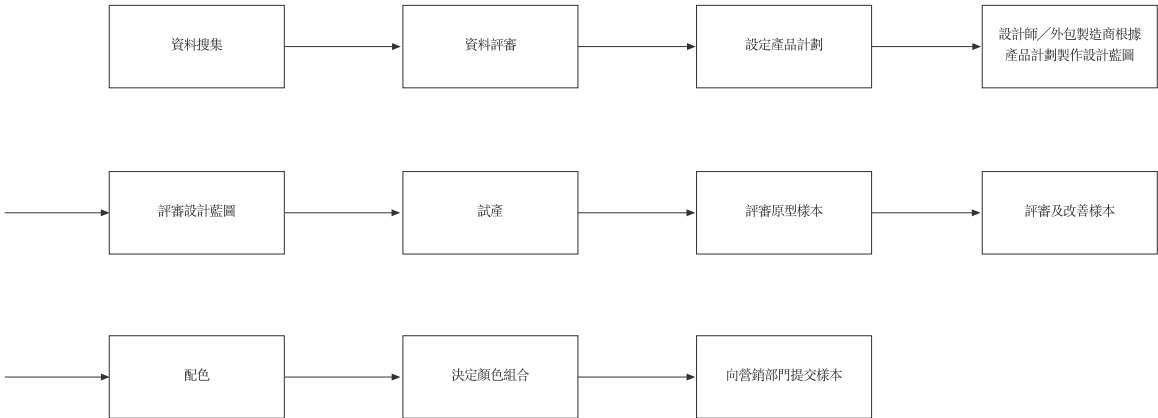 資料搜集
資料評審
設定產品計劃
設計師／外包製造商根據
產品計劃製作設計藍圖
評審設計藍圖
試產
評審原型樣本
評審及改善樣本
配色
決定顏色組合
向營銷部門提交樣本